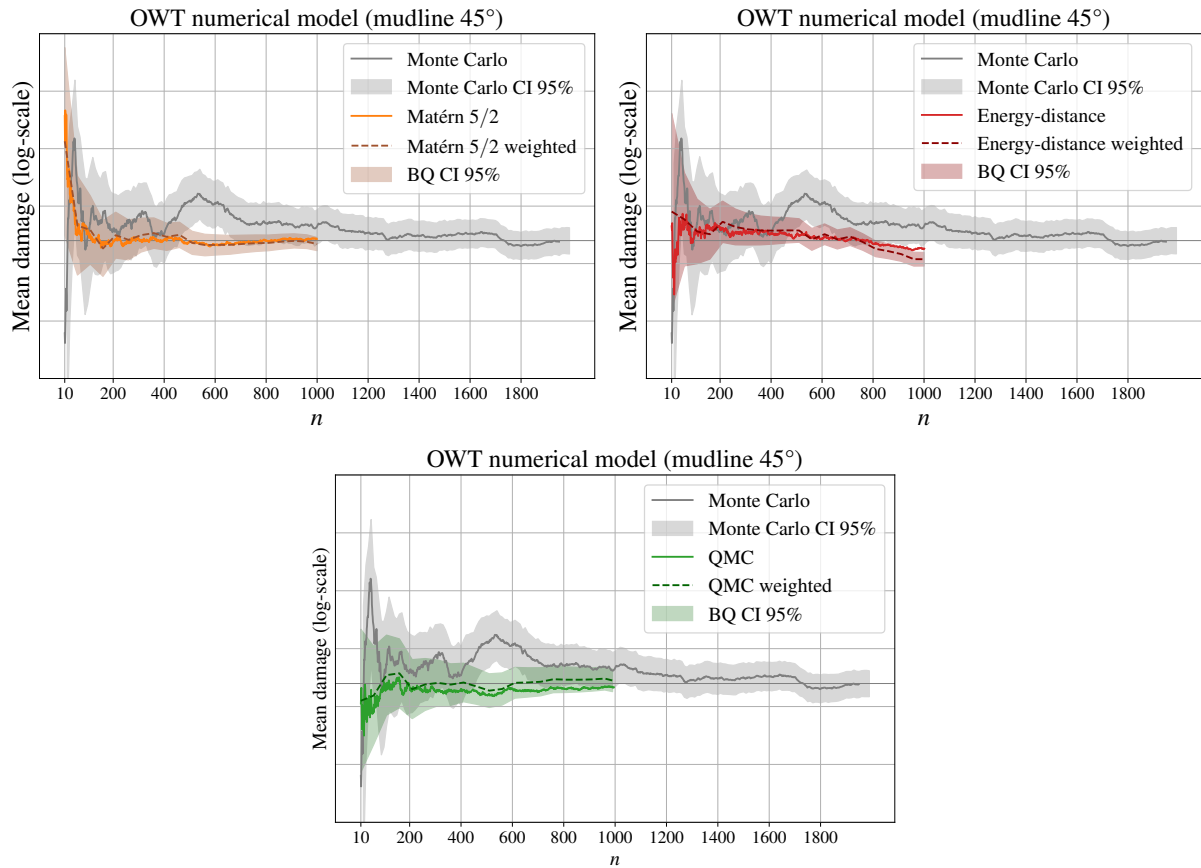 OWT numerical model (mudline 45°)
Mean damage (log-scale)
Monte Carlo
Monte Carlo CI 95%
Matérn 5/2
Matérn 5/2 weighted
BQ CI 95%
10 200 400 600 800 1000 1200 1400 1600 1800
n
OWT numerical model (mudline 45°)
Mean damage (log-scale)
Monte Carlo
Monte Carlo CI 95%
Energy-distance
Energy-distance weighted
BQ CI 95%
10 200 400 600 800 1000 1200 1400 1600 1800
n
OWT numerical model (mudline 45°)
Mean damage (log-scale)
Monte Carlo
Monte Carlo CI 95%
QMC
QMC weighted
BQ CI 95%
10 200 400 600 800 1000 1200 1400 1600 1800
n